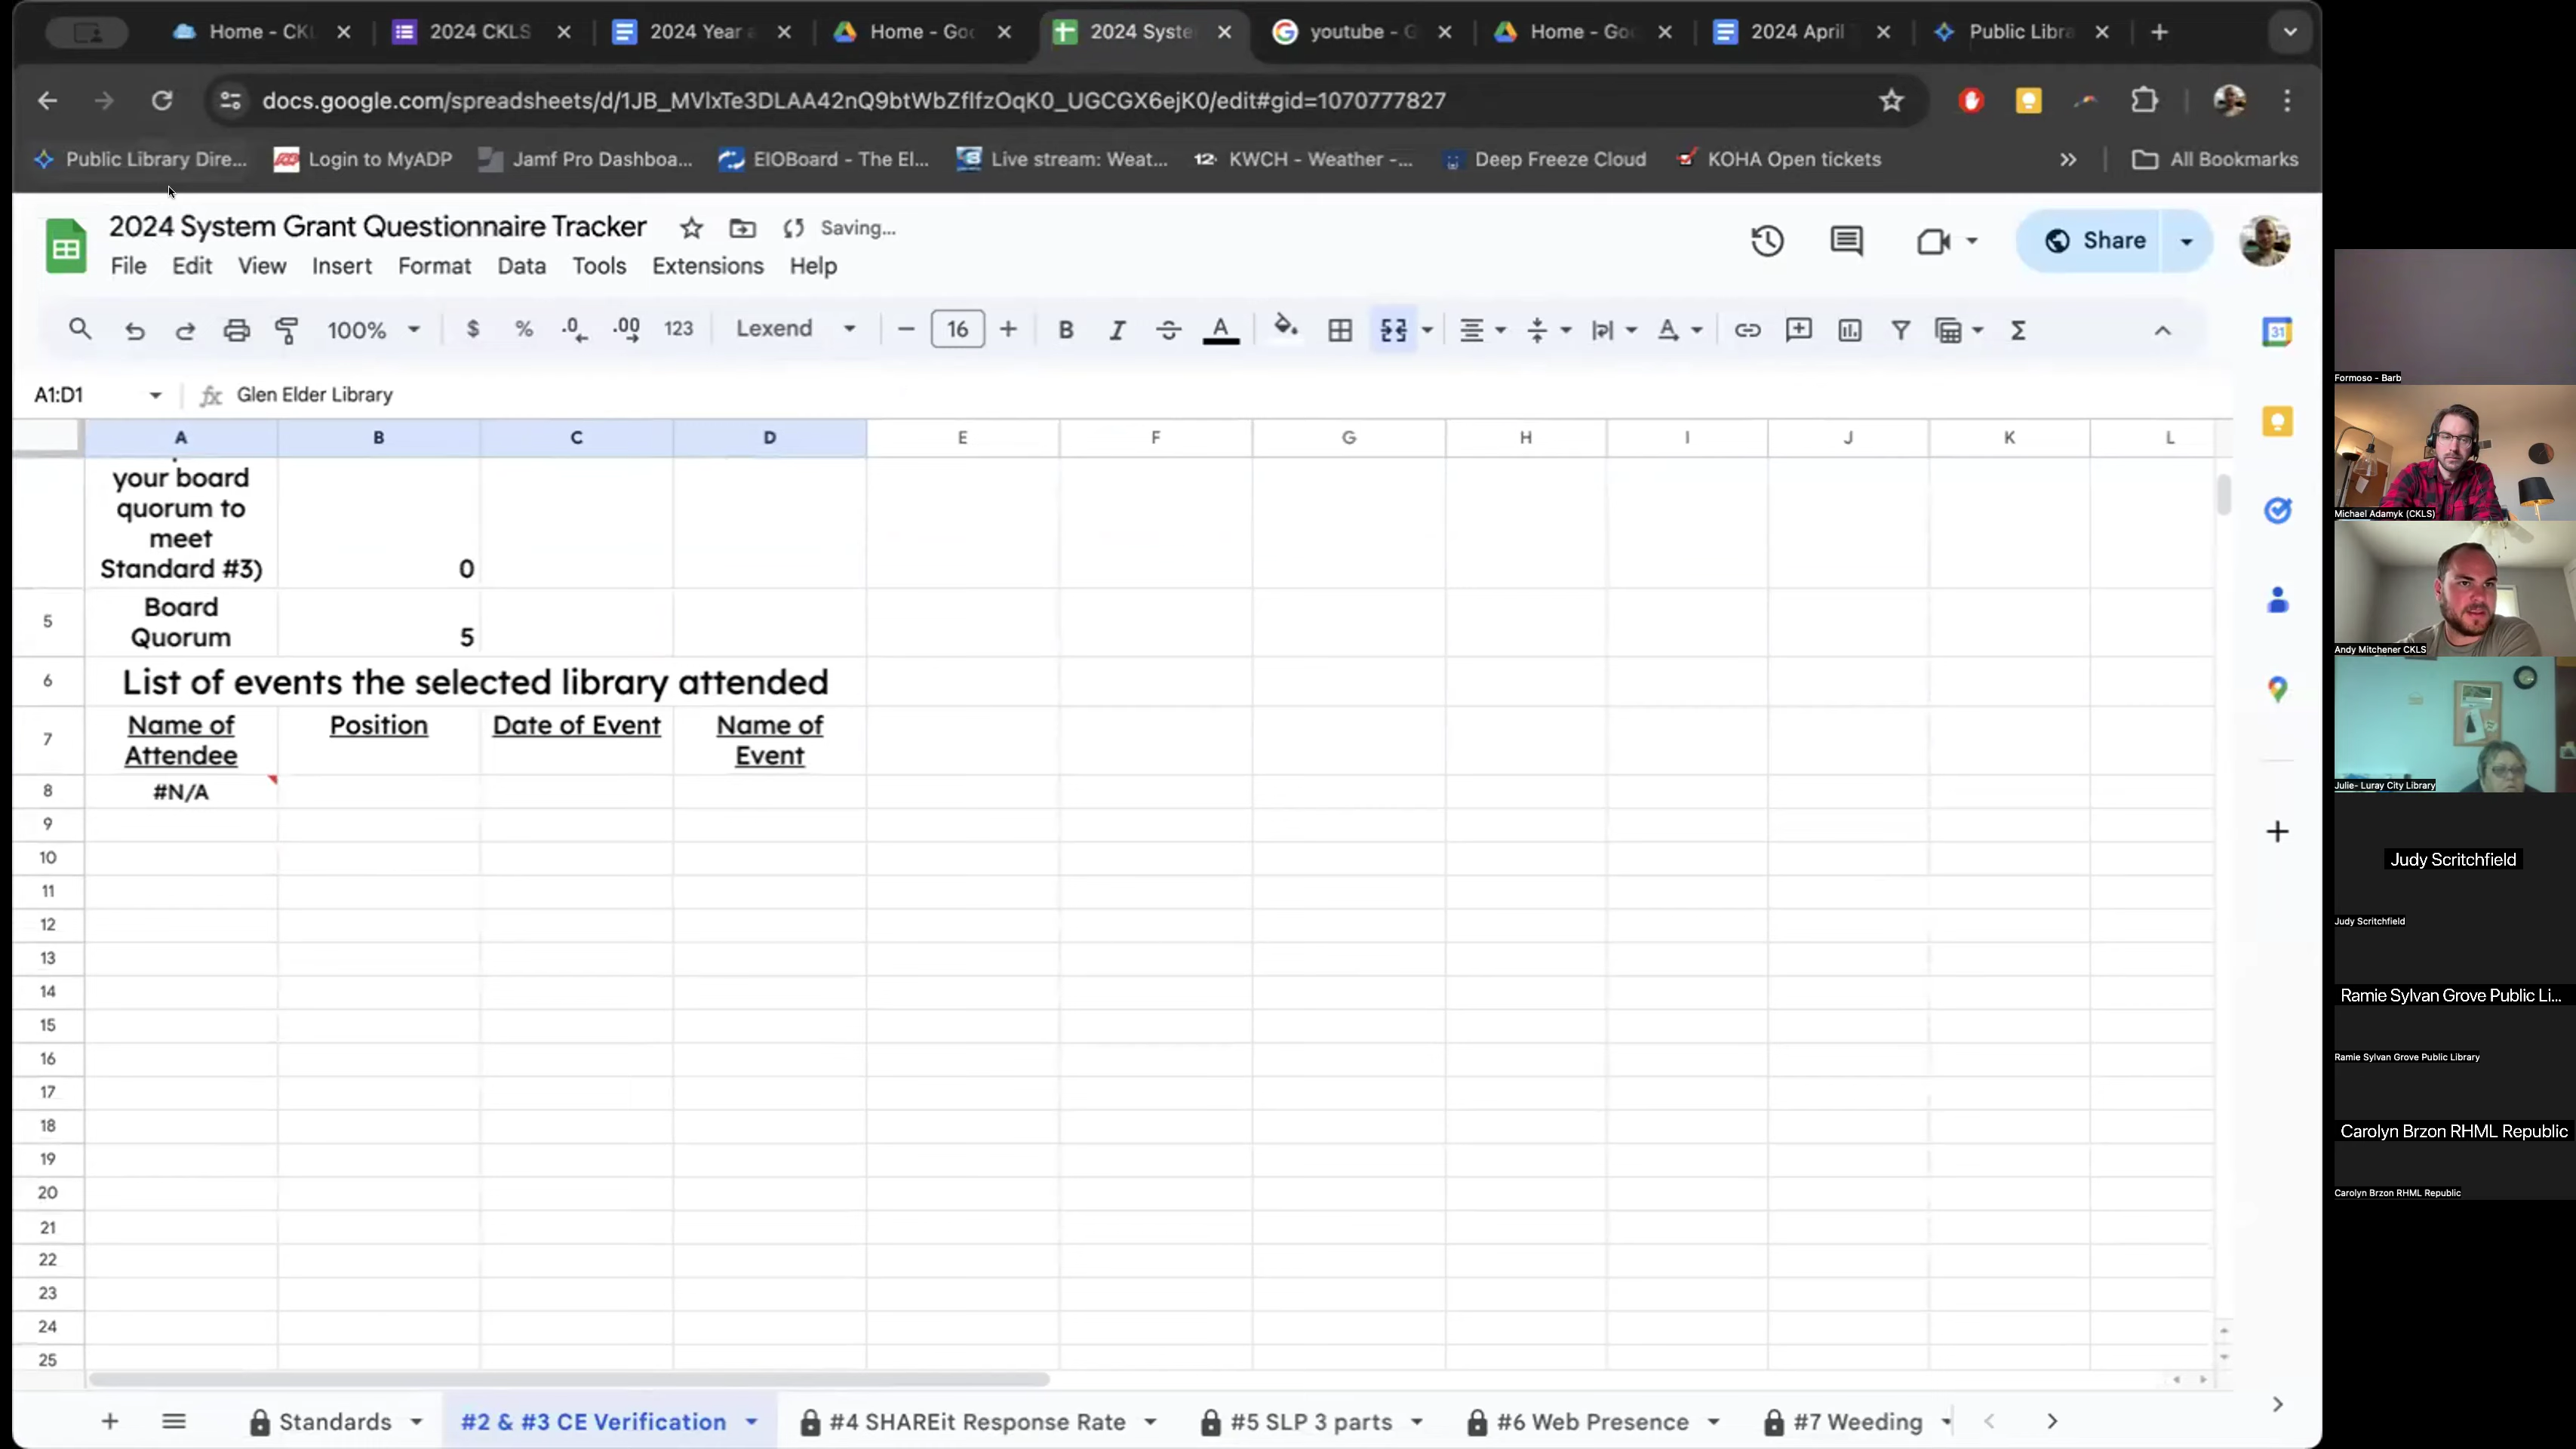 Home - CKL
2024 CKLS
2024 Year a
Home - Goo
2024 Syste
youtube - G
Home - Goo
2024 April
Public Libra
docs.google.com/spreadsheets/d/1JB_MVlxTe3DLAA42nQ9btWbZflfzOqK0_UGCGX6ejK0/edit#gid=1070777827
Public Library Dire...
Login to MyADP
Jamf Pro Dashboa...
EIOBoard - The EI...
Live stream: Weat...
KWCH - Weather -...
Deep Freeze Cloud
KOHA Open tickets
All Bookmarks
2024 System Grant Questionnaire Tracker
Saving...
File Edit View Insert Format Data Tools Extensions Help
Share
100% $ % .0 .00 123 Lexend 16 B I A
31
A1:D1 fx Glen Elder Library
A B C D E F G H I J K L
your board
quorum to
meet
Standard #3) 0
5 Board
Quorum 5
6 List of events the selected library attended
7 Name of
Attendee
Position
Date of Event
Name of
Event
8 #N/A
9
10
11
12
13
14
15
16
17
18
19
20
21
22
23
24
25
Standards
#2 & #3 CE Verification
#4 SHAREit Response Rate
#5 SLP 3 parts
#6 Web Presence
#7 Weeding
Formoso - Barb
Michael Adamyk (CKLS)
Andy Mitchener CKLS
Julie- Luray City Library
Judy Scritchfield
Judy Scritchfield
Ramie Sylvan Grove Public Li...
Ramie Sylvan Grove Public Library
Carolyn Brzon RHML Republic
Carolyn Brzon RHML Republic